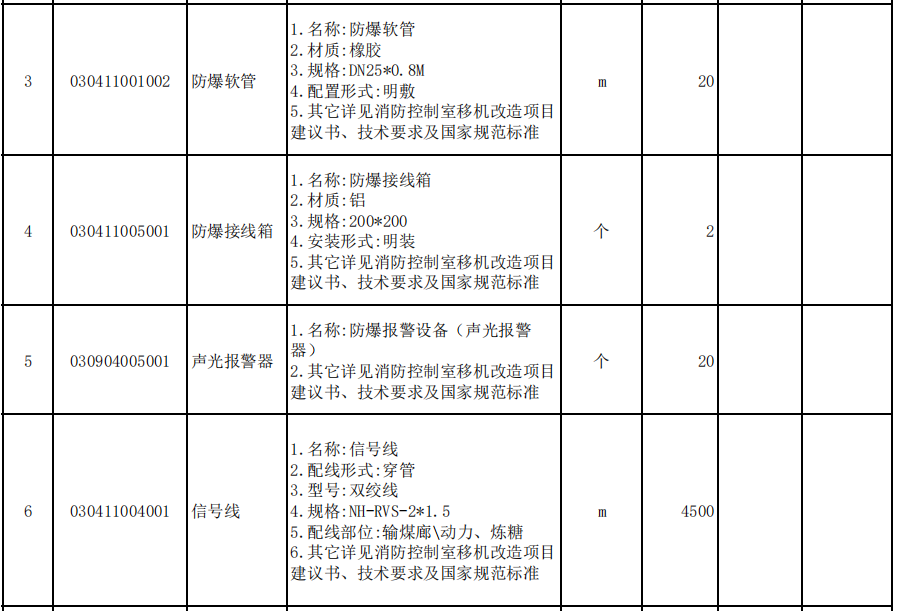 1.名称:防爆软管
2.材质:橡胶
3 030411001002 防爆软管 3.规格:DN25*0.8M m 20
4.配置形式:明敷
5.其它详见消防控制室移机改造项目
建议书、技术要求及国家规范标准
1.名称:防爆接线箱
2.材质:铝
4 030411005001 防爆接线箱 3.规格:200*200 个 2
4.安装形式:明装
5.其它详见消防控制室移机改造项目
建议书、技术要求及国家规范标准
1.名称:防爆报警设备（声光报警
器）
5 030904005001 声光报警器 2.其它详见消防控制室移机改造项目 个 20
建议书、技术要求及国家规范标准
1.名称:信号线
2.配线形式:穿管
3.型号:双绞线
6 030411004001 信号线 4.规格:NH-RVS-2*1.5 m 4500
5.配线部位:输煤廊\动力、炼糖
6.其它详见消防控制室移机改造项目
建议书、技术要求及国家规范标准